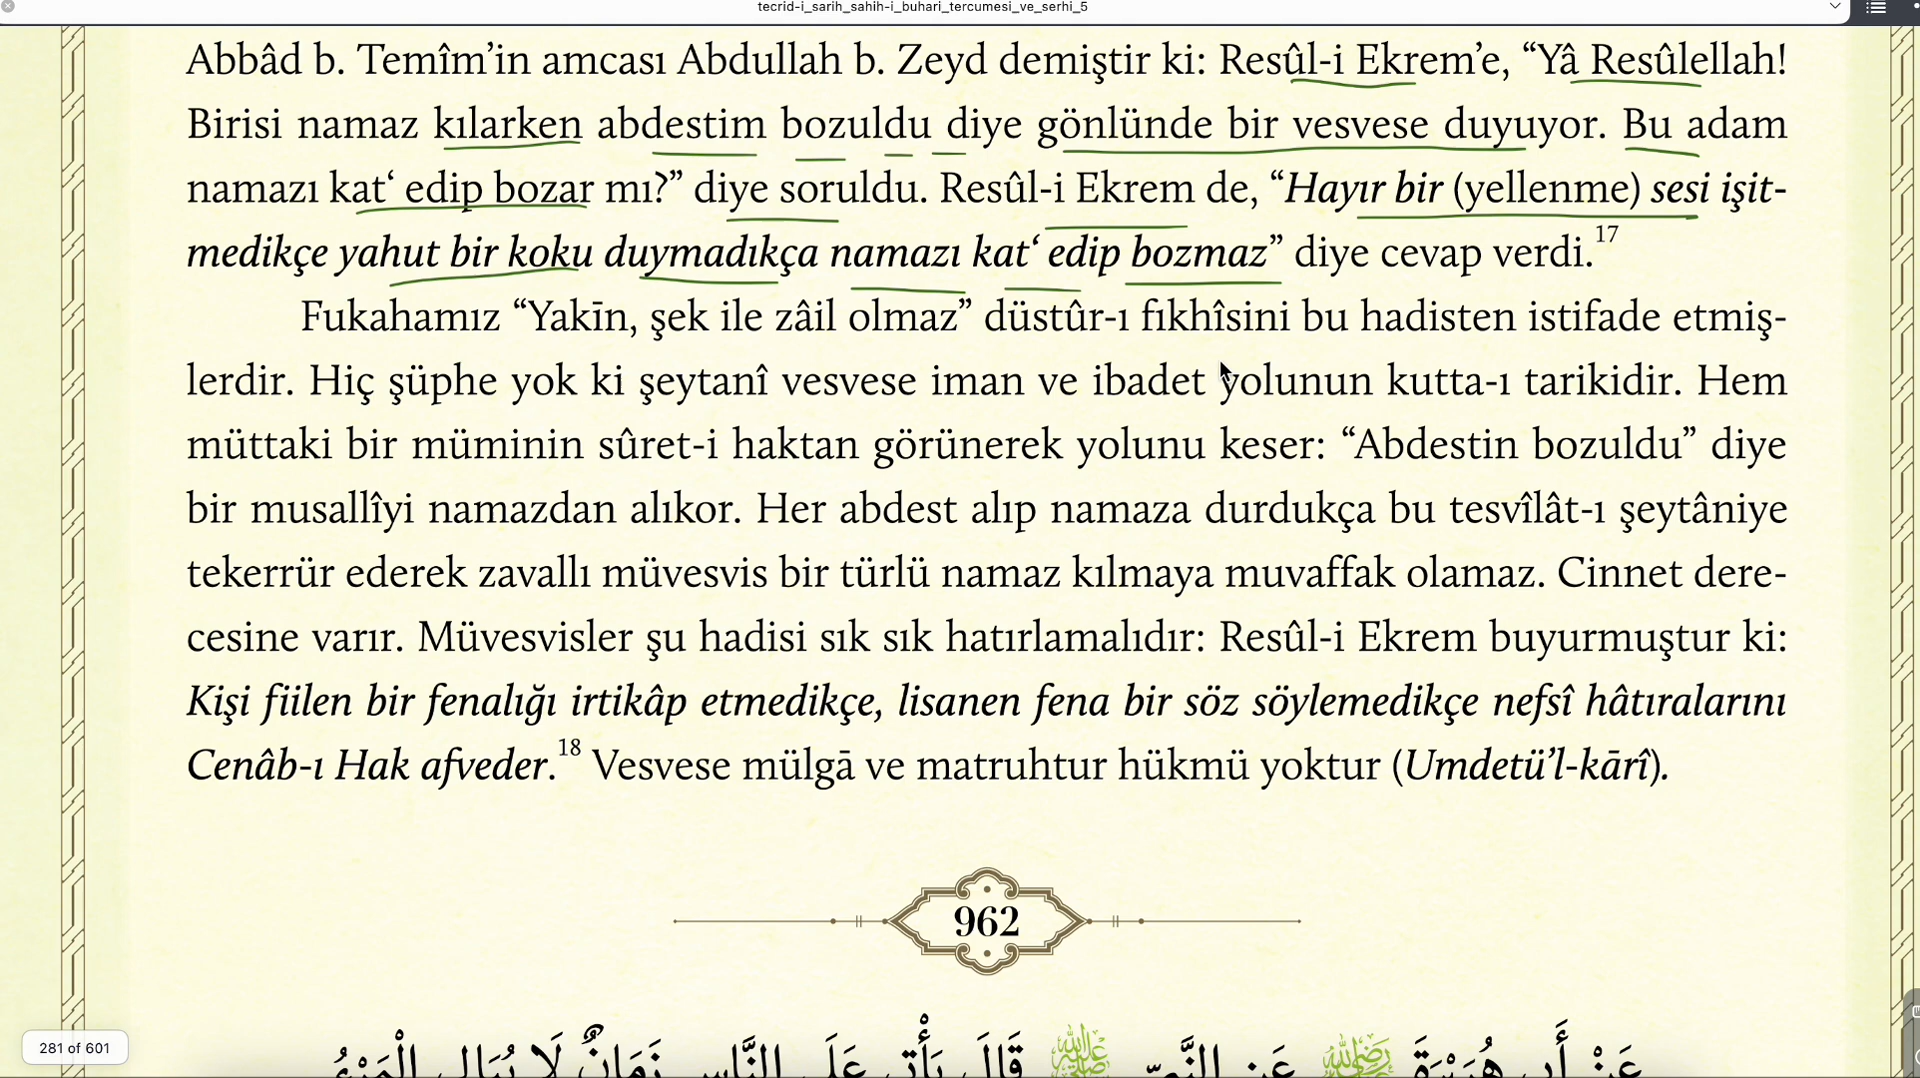 tecrid-i_sarih_sahih-i_buhari_tercumesi_ve_serhi_5
Abbâd b. Temîm’in amcası Abdullah b. Zeyd demiştir ki: Resûl-i Ekrem’e, “Yâ Resûlellah!
Birisi namaz kılarken abdestim bozuldu diye gönlünde bir vesvese duyuyor. Bu adam
namazı kat‘ edip bozar mı?” diye soruldu. Resûl-i Ekrem de, “Hayır bir (yellenme) sesi işit-
medikçe yahut bir koku duymadıkça namazı kat‘ edip bozmaz” diye cevap verdi.17
Fukahamız “Yakīn, şek ile zâil olmaz” düstûr-ı fıkhîsini bu hadisten istifade etmiş-
lerdir. Hiç şüphe yok ki şeytanî vesvese iman ve ibadet yolunun kutta-ı tarikidir. Hem
müttaki bir müminin sûret-i haktan görünerek yolunu keser: “Abdestin bozuldu” diye
bir musallîyi namazdan alıkor. Her abdest alıp namaza durdukça bu tesvîlât-ı şeytâniye
tekerrür ederek zavallı müvesvis bir türlü namaz kılmaya muvaffak olamaz. Cinnet dere-
cesine varır. Müvesvisler şu hadisi sık sık hatırlamalıdır: Resûl-i Ekrem buyurmuştur ki:
Kişi fiilen bir fenalığı irtikâp etmedikçe, lisanen fena bir söz söylemedikçe nefsî hâtıralarını
Cenâb-ı Hak afveder.18 Vesvese mülgā ve matruhtur hükmü yoktur (Umdetü’l-kārî).
962
عَنْ أَبِي هُرَيْرَةَ عَنِ النَّبِيِّ قَالَ يَأْتِي عَلَى النَّاسِ زَمَانٌ لَا يُبَالِي الْمَرْءُ
281 of 601